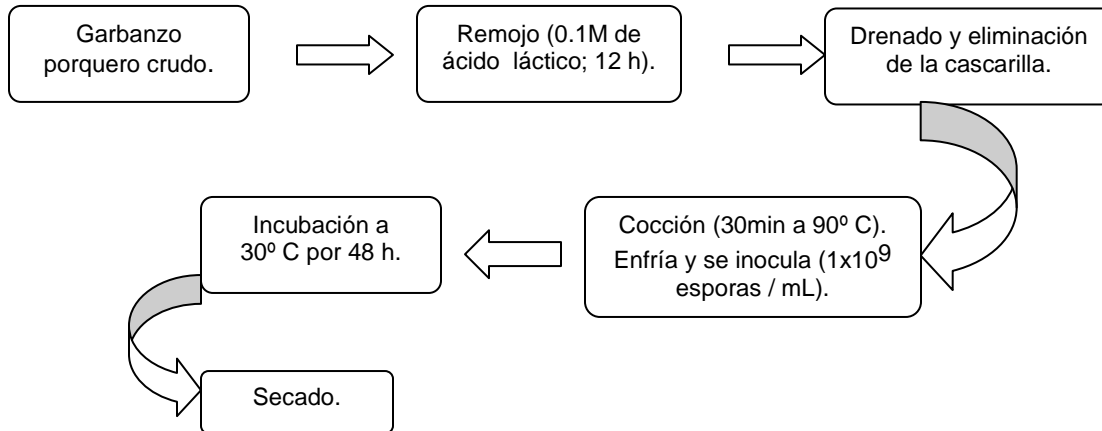 Garbanzo
porquero crudo.
Remojo (0.1M de
ácido láctico; 12 h).
Drenado y eliminación
de la cascarilla.
Cocción (30min a 90º C).
Enfría y se inocula (1x10⁹
esporas / mL).
Incubación a
30º C por 48 h.
Secado.